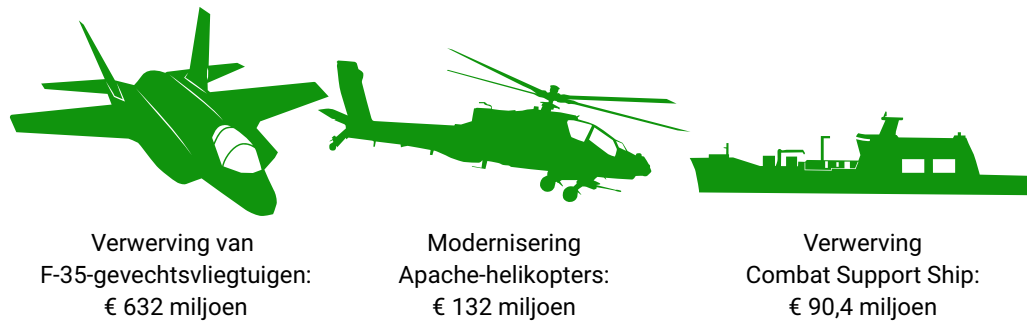 Verwerving van
F-35-gevechtsvliegtuigen:
€ 632 miljoen
Modernisering
Apache-helikopters:
€ 132 miljoen
Verwerving
Combat Support Ship:
€ 90,4 miljoen